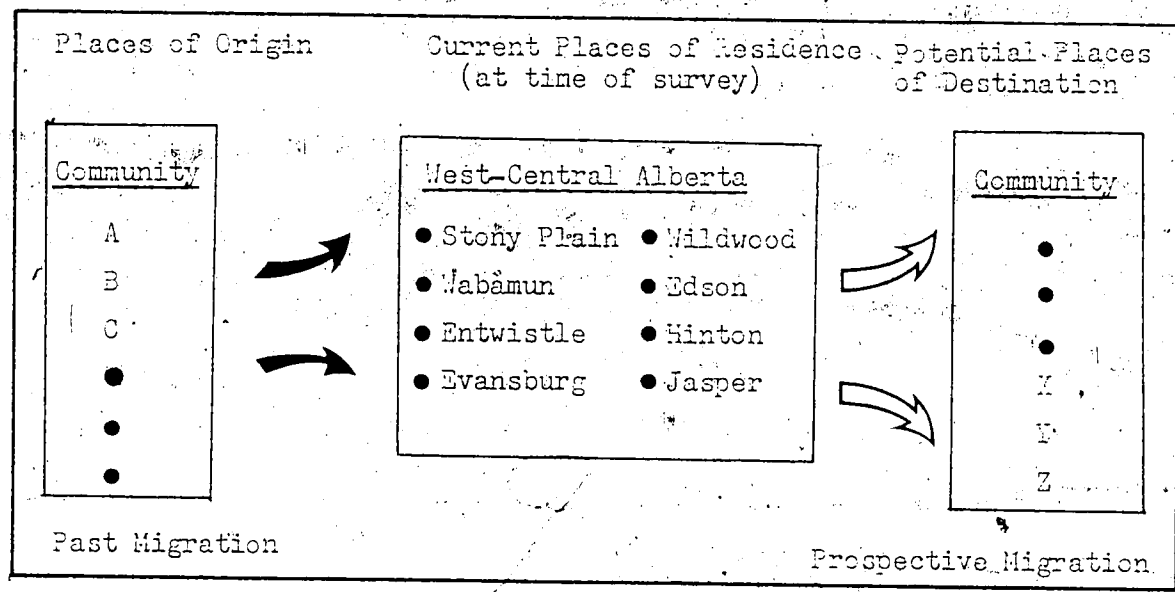 Places of Origin
Current Places of Residence
(at time of survey)
Potential Places
of Destination
Community
A
B
C
●
●
●
West-Central Alberta
● Stony Plain ● Wildwood
● Wabamun ● Edson
● Entwistle ● Hinton
● Evansburg ● Jasper
Community
●
●
●
X
Y
Z
Past Migration
Prospective Migration